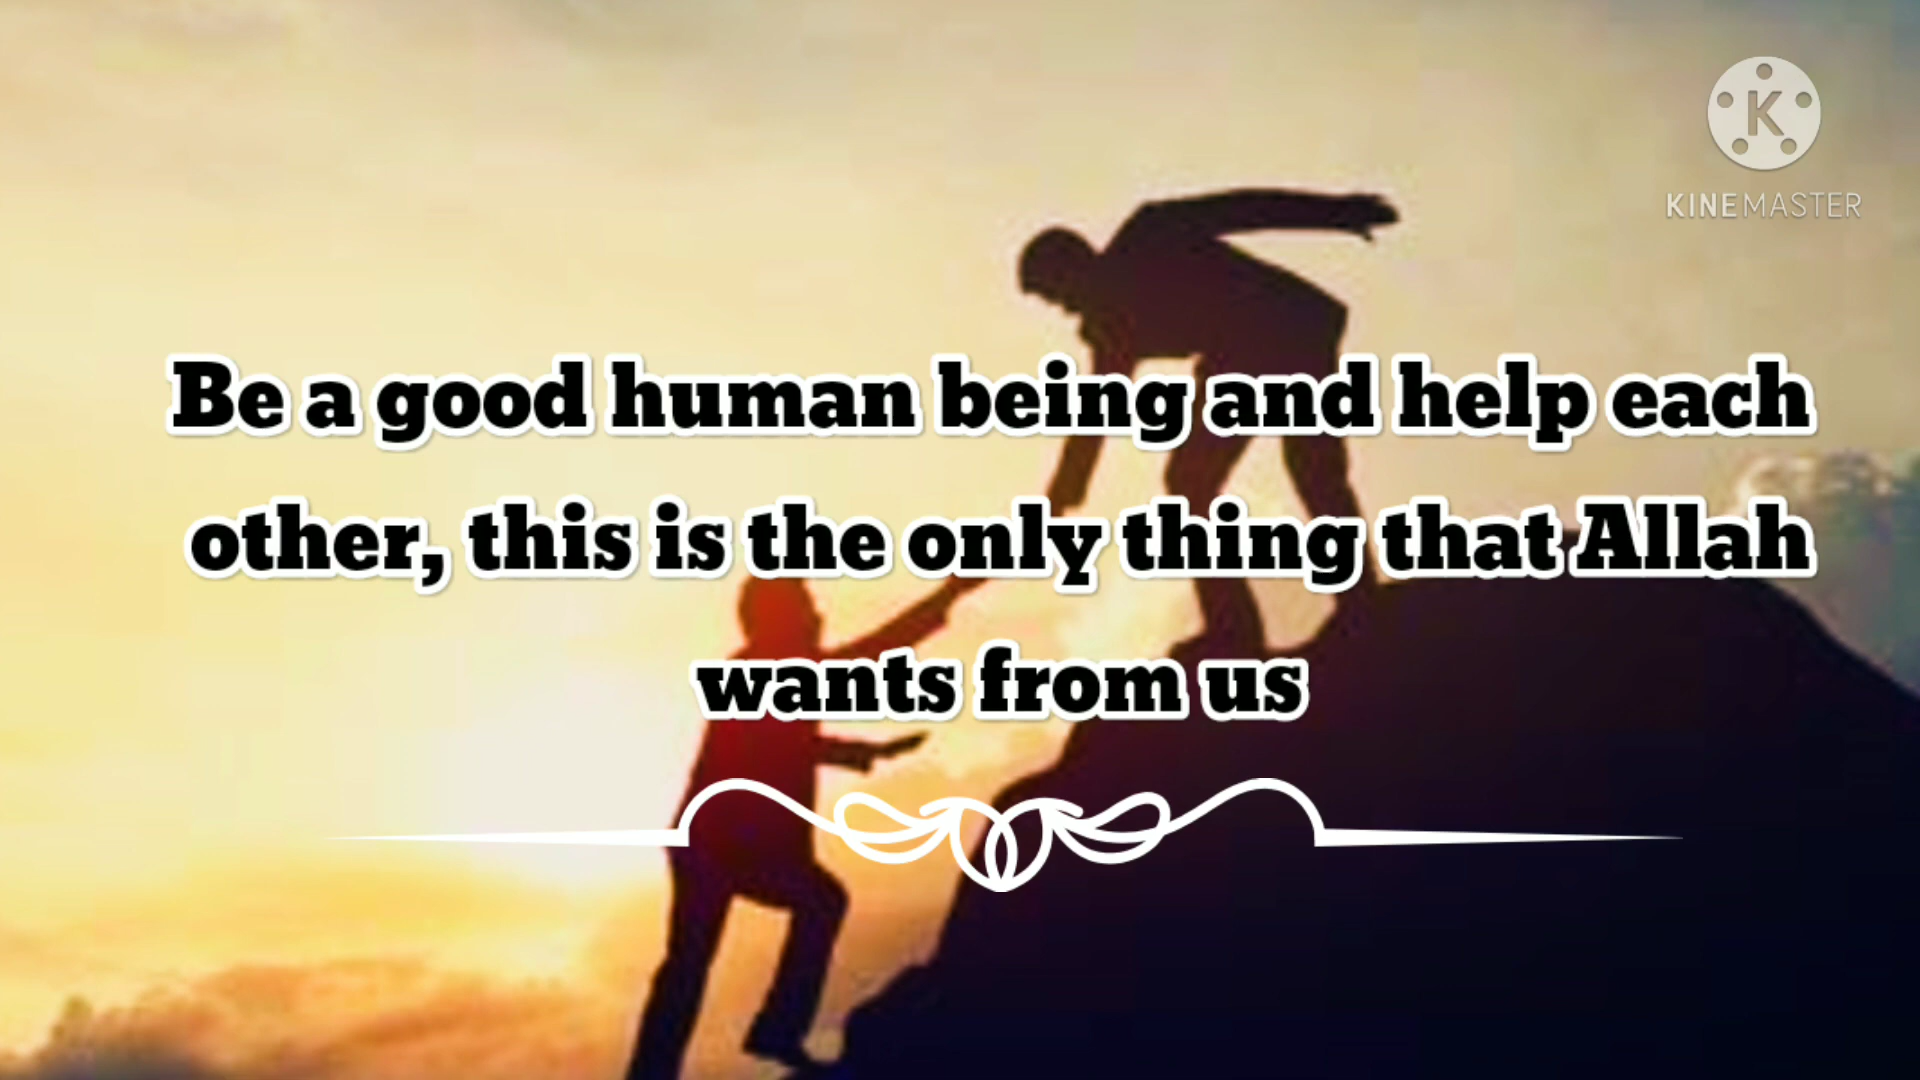 K
KINEMASTER
Be a good human being and help each
other, this is the only thing that Allah
wants from us